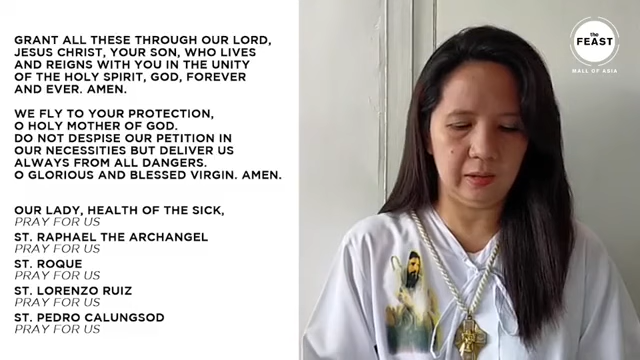 GRANT ALL THESE THROUGH OUR LORD,
JESUS CHRIST, YOUR SON, WHO LIVES
AND REIGNS WITH YOU IN THE UNITY
OF THE HOLY SPIRIT, GOD, FOREVER
AND EVER. AMEN.
WE FLY TO YOUR PROTECTION,
O HOLY MOTHER OF GOD.
DO NOT DESPISE OUR PETITION IN
OUR NECESSITIES BUT DELIVER US
ALWAYS FROM ALL DANGERS.
O GLORIOUS AND BLESSED VIRGIN. AMEN.
OUR LADY, HEALTH OF THE SICK,
PRAY FOR US
ST. RAPHAEL THE ARCHANGEL
PRAY FOR US
ST. ROQUE
PRAY FOR US
ST. LORENZO RUIZ
PRAY FOR US
ST. PEDRO CALUNGSOD
PRAY FOR US
the
FEAST
MALL OF ASIA